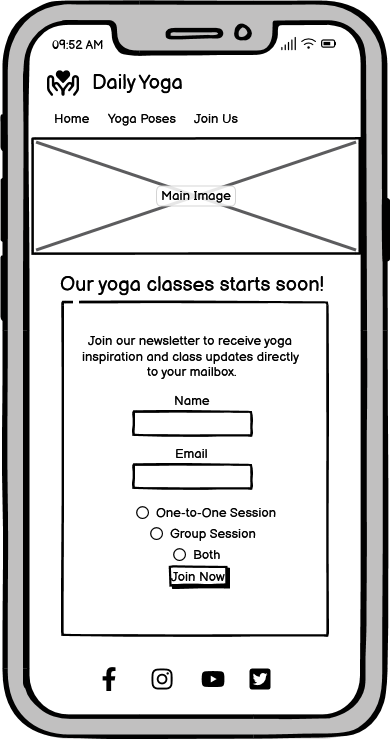 09:52 AM
Daily Yoga
Home Yoga Poses Join Us
Main Image
Our yoga classes starts soon!
Join our newsletter to receive yoga
inspiration and class updates directly
to your mailbox.
Name
Email
One-to-One Session
Group Session
Both
Join Now